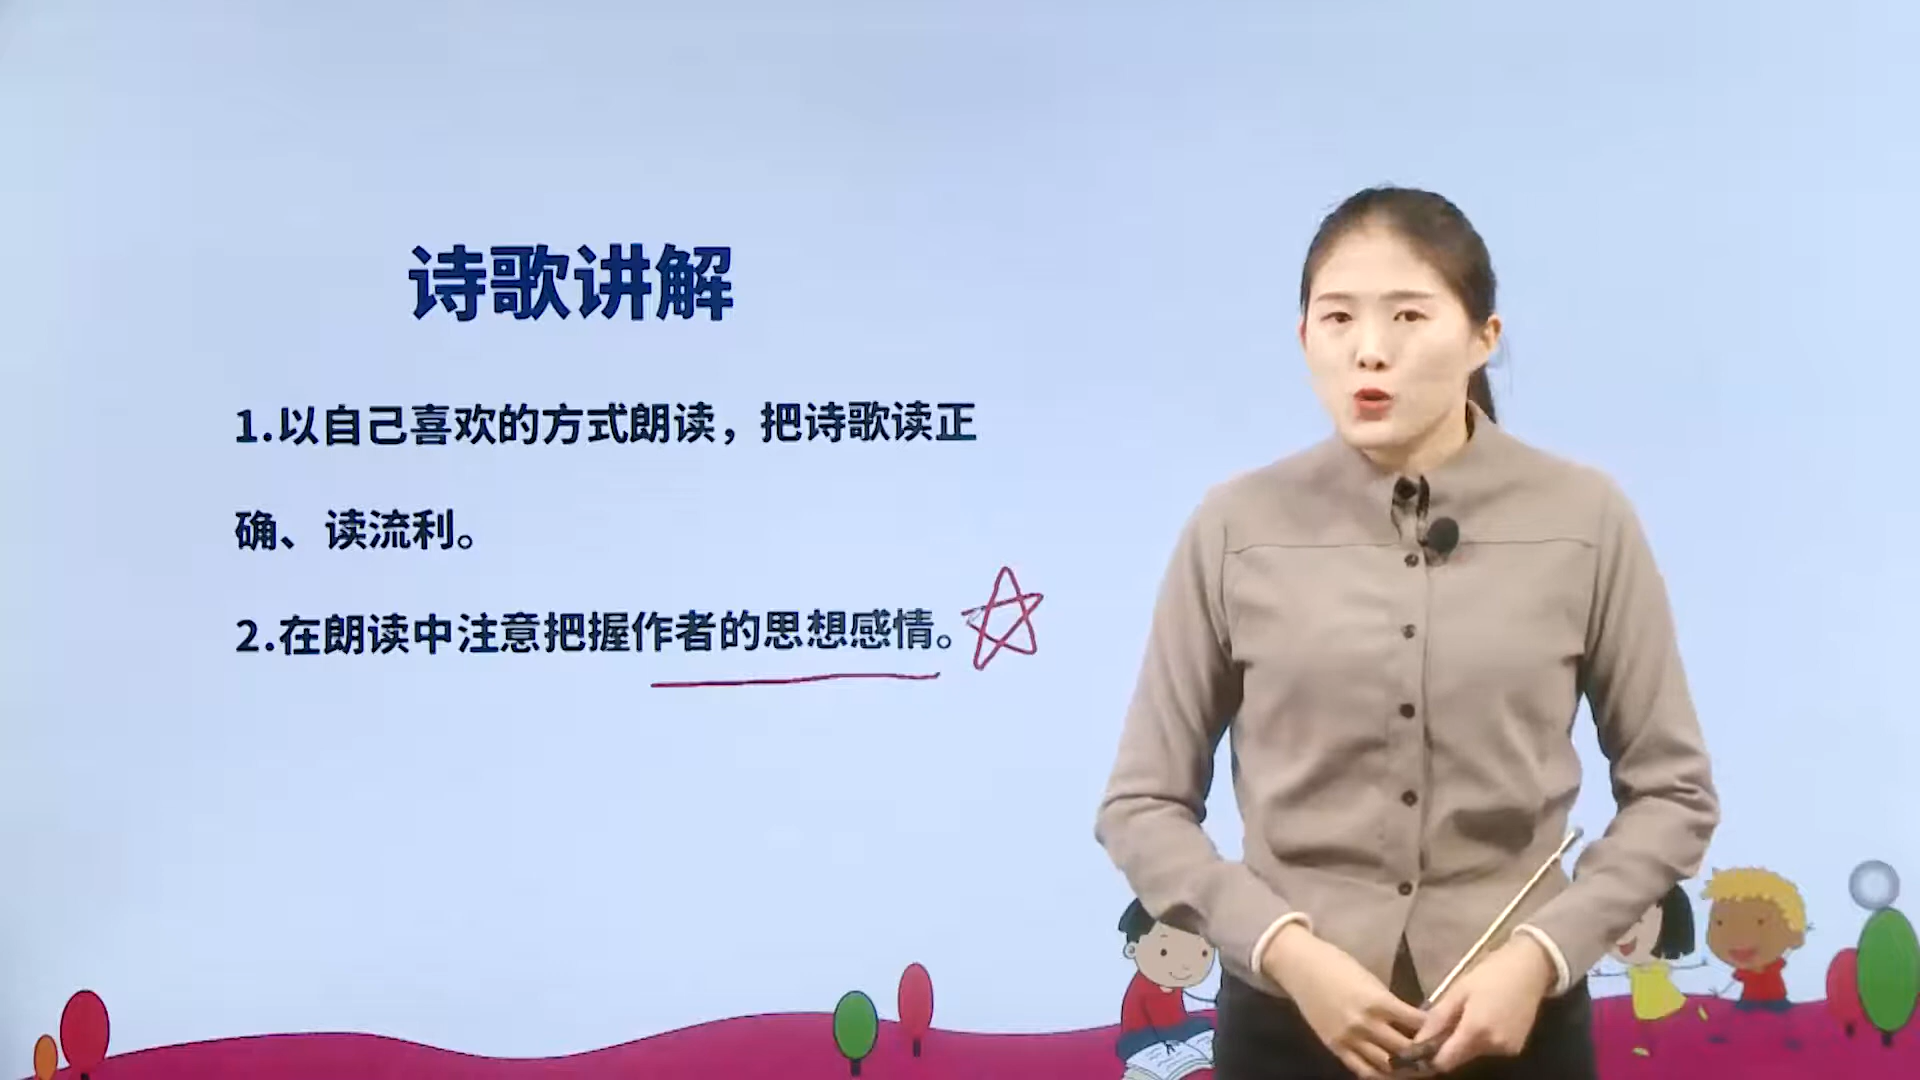 诗歌讲解
1.以自己喜欢的方式朗读，把诗歌读正
确、读流利。
2.在朗读中注意把握作者的思想感情。